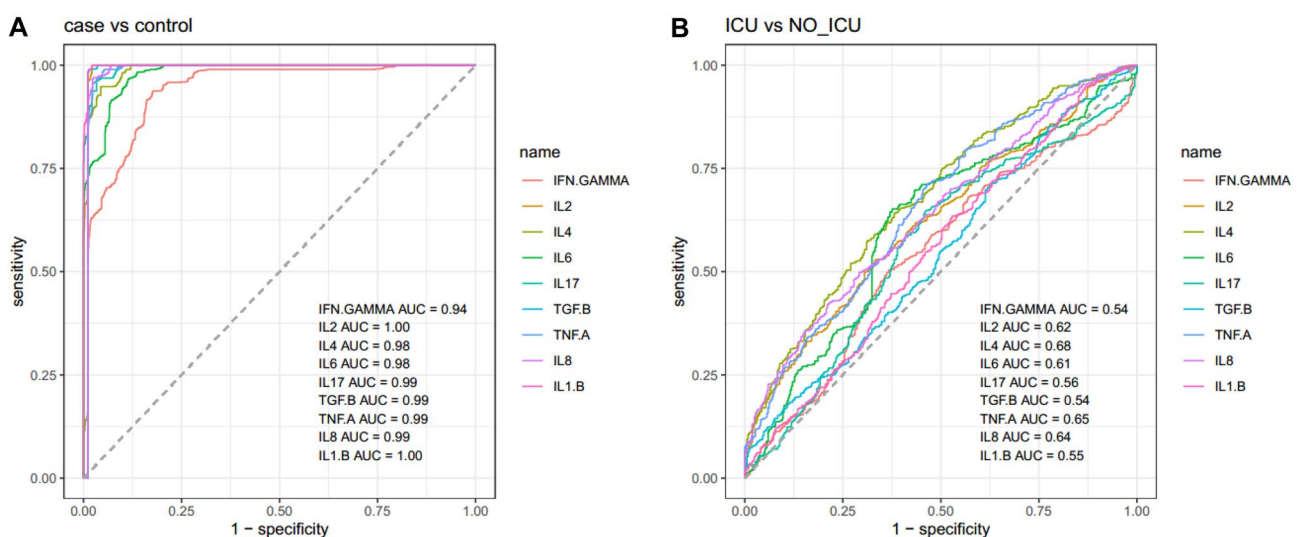 A
case vs control
1.00
0.75
0.50
0.25
0.00
sensitivity
IFN.GAMMA AUC = 0.94
IL2 AUC = 1.00
IL4 AUC = 0.98
IL6 AUC = 0.98
IL17 AUC = 0.99
TGF.B AUC = 0.99
TNF.A AUC = 0.99
IL8 AUC = 0.99
IL1.B AUC = 1.00
0.00 0.25 0.50 0.75 1.00
1 − specificity
name
IFN.GAMMA
IL2
IL4
IL6
IL17
TGF.B
TNF.A
IL8
IL1.B
B
ICU vs NO_ICU
1.00
0.75
0.50
0.25
0.00
sensitivity
IFN.GAMMA AUC = 0.54
IL2 AUC = 0.62
IL4 AUC = 0.68
IL6 AUC = 0.61
IL17 AUC = 0.56
TGF.B AUC = 0.54
TNF.A AUC = 0.65
IL8 AUC = 0.64
IL1.B AUC = 0.55
0.00 0.25 0.50 0.75 1.00
1 − specificity
name
IFN.GAMMA
IL2
IL4
IL6
IL17
TGF.B
TNF.A
IL8
IL1.B